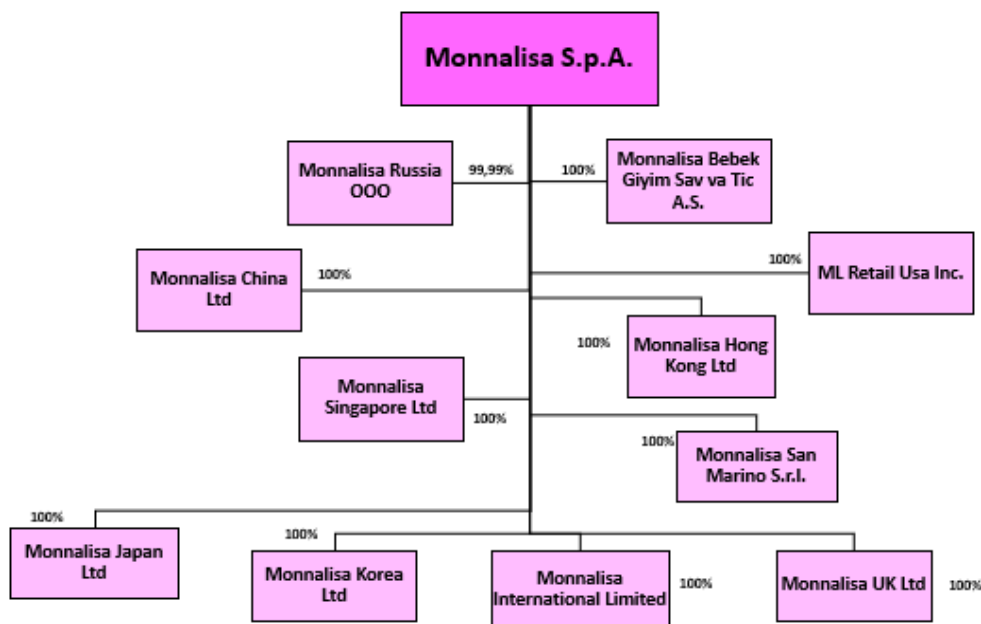 Monnalisa S.p.A.
Monnalisa Russia
OOO
99,99%
100%
Monnalisa Bebek
Giyim Sav va Tic
A.S.
Monnalisa China
Ltd
100%
100%
ML Retail Usa Inc.
100%
Monnalisa Hong
Kong Ltd
Monnalisa
Singapore Ltd
100%
100%
Monnalisa San
Marino S.r.l.
100%
Monnalisa Japan
Ltd
100%
Monnalisa Korea
Ltd
Monnalisa
International Limited
100%
Monnalisa UK Ltd
100%